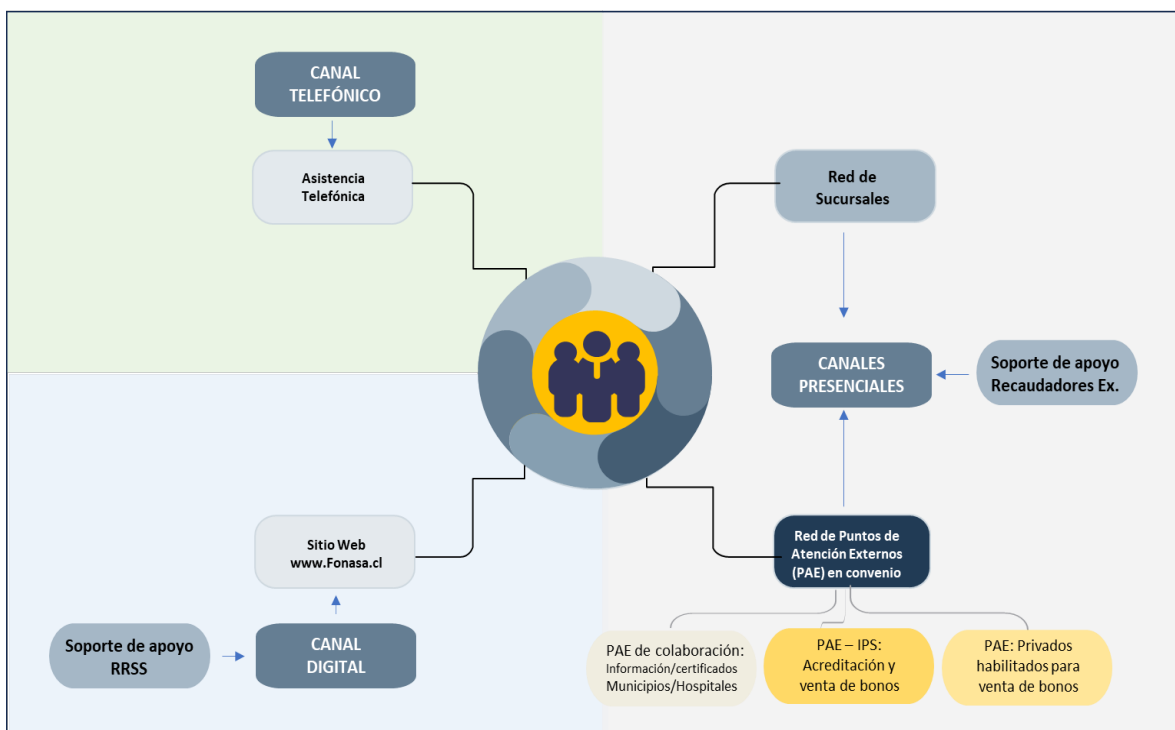 CANAL
TELEFÓNICO
Asistencia
Telefónica
Red de
Sucursales
CANALES
PRESENCIALES
Soporte de apoyo
Recaudadores Ex.
Sitio Web
www.Fonasa.cl
Soporte de apoyo
RRSS
CANAL
DIGITAL
Red de Puntos de
Atención Externos
(PAE) en convenio
PAE de colaboración:
Información/certificados
Municipios/Hospitales
PAE – IPS:
Acreditación y
venta de bonos
PAE: Privados
habilitados para
venta de bonos